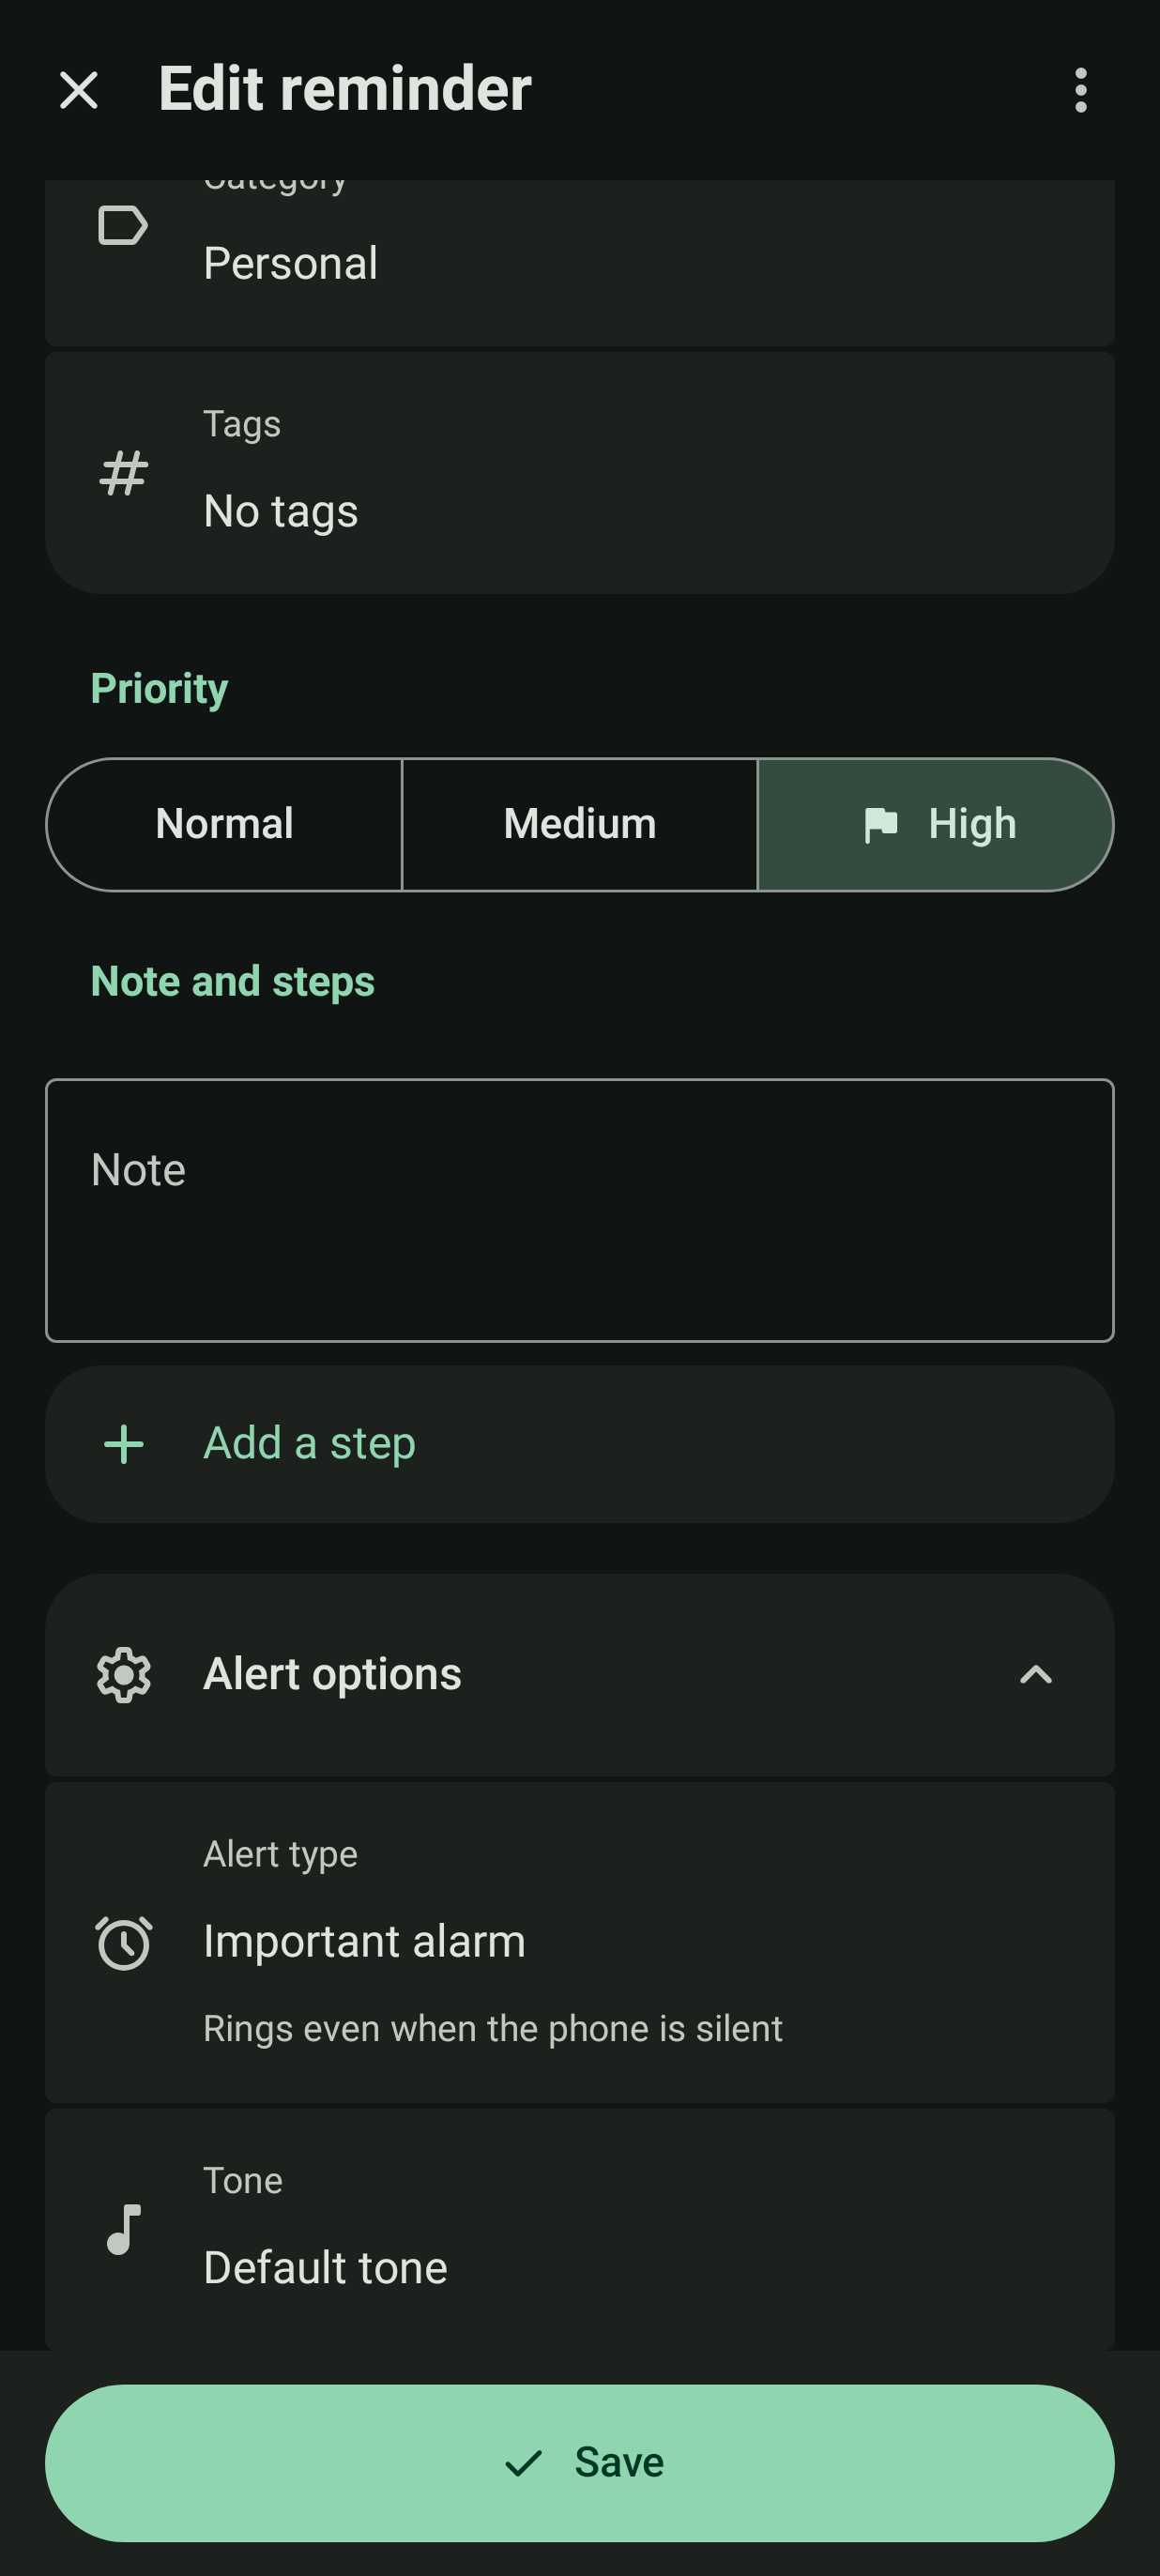 Edit reminder
Category
Personal
Tags
No tags
Priority
Normal
Medium
High
Note and steps
Note
Add a step
Alert options
Alert type
Important alarm
Rings even when the phone is silent
Tone
Default tone
Save